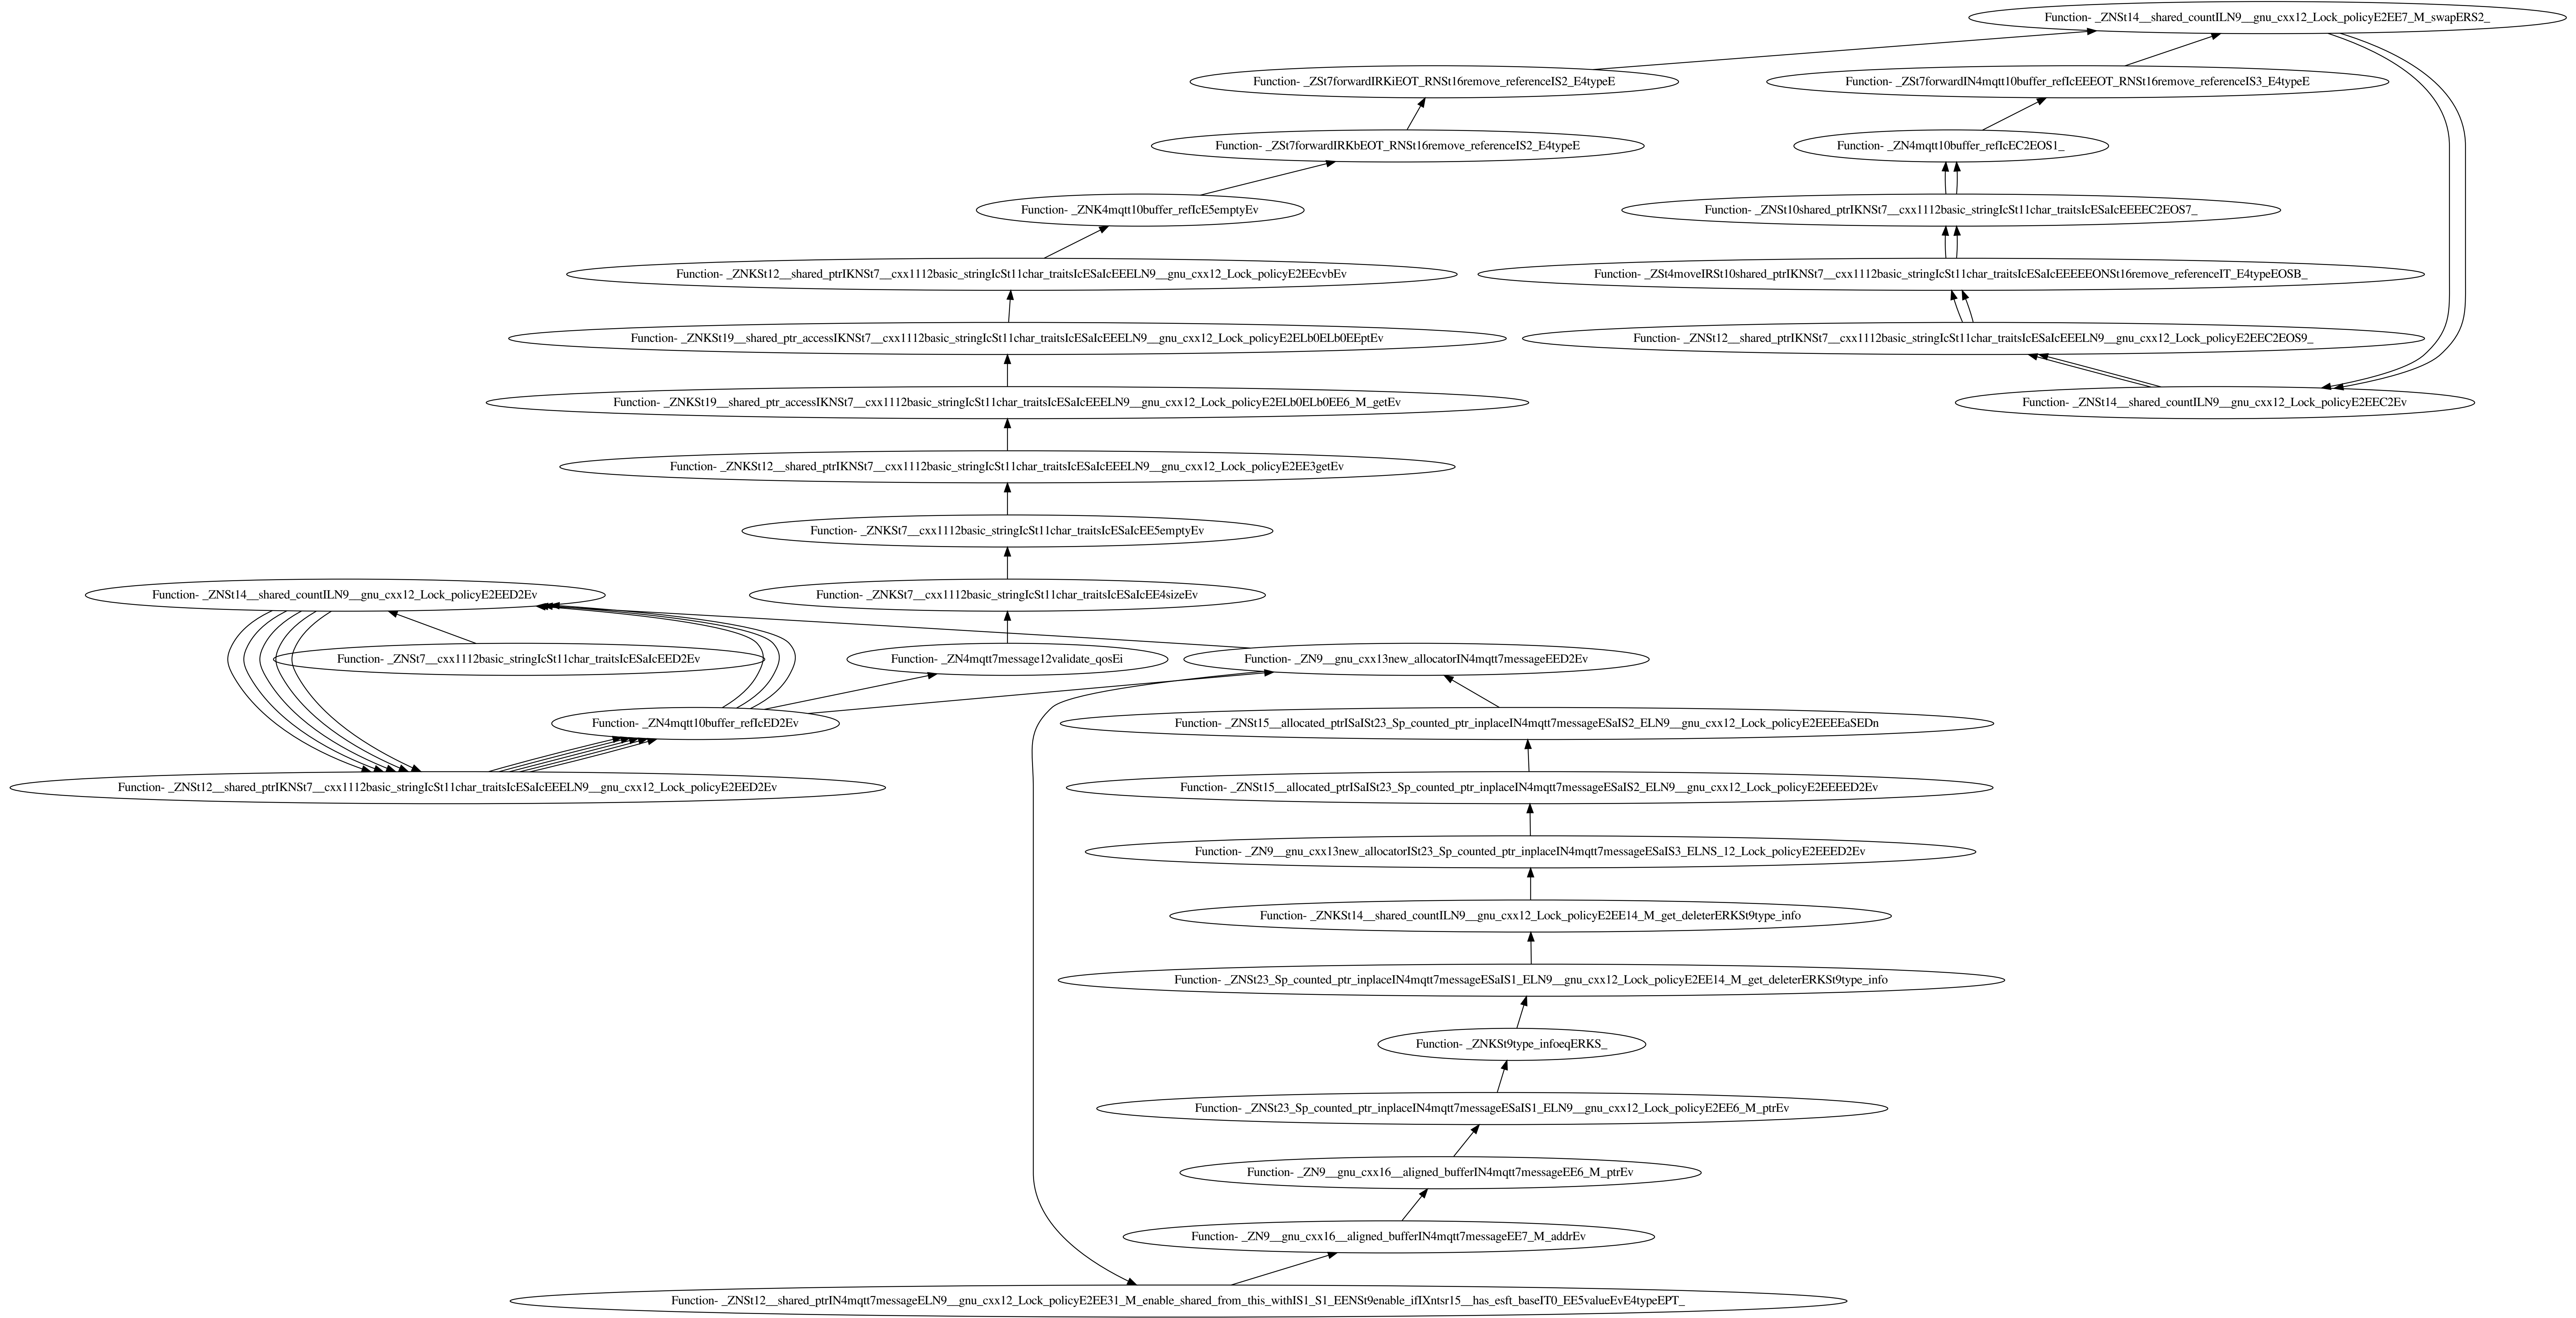 Function- _ZNSt14__shared_countILN9__gnu_cxx12_Lock_policyE2EE7_M_swapERS2_
Function- _ZSt7forwardIRKiEOT_RNSt16remove_referenceIS2_E4typeE
Function- _ZSt7forwardIN4mqtt10buffer_refIcEEEOT_RNSt16remove_referenceIS3_E4typeE
Function- _ZSt7forwardIRKbEOT_RNSt16remove_referenceIS2_E4typeE
Function- _ZN4mqtt10buffer_refIcEC2EOS1_
Function- _ZNK4mqtt10buffer_refIcE5emptyEv
Function- _ZNSt10shared_ptrIKNSt7__cxx1112basic_stringIcSt11char_traitsIcESaIcEEEEC2EOS7_
Function- _ZNKSt12__shared_ptrIKNSt7__cxx1112basic_stringIcSt11char_traitsIcESaIcEEELN9__gnu_cxx12_Lock_policyE2EEcvbEv
Function- _ZSt4moveIRSt10shared_ptrIKNSt7__cxx1112basic_stringIcSt11char_traitsIcESaIcEEEEEONSt16remove_referenceIT_E4typeEOSB_
Function- _ZNKSt19__shared_ptr_accessIKNSt7__cxx1112basic_stringIcSt11char_traitsIcESaIcEEELN9__gnu_cxx12_Lock_policyE2ELb0ELb0EEptEv
Function- _ZNSt12__shared_ptrIKNSt7__cxx1112basic_stringIcSt11char_traitsIcESaIcEEELN9__gnu_cxx12_Lock_policyE2EEC2EOS9_
Function- _ZNKSt19__shared_ptr_accessIKNSt7__cxx1112basic_stringIcSt11char_traitsIcESaIcEEELN9__gnu_cxx12_Lock_policyE2ELb0ELb0EE6_M_getEv
Function- _ZNSt14__shared_countILN9__gnu_cxx12_Lock_policyE2EEC2Ev
Function- _ZNKSt12__shared_ptrIKNSt7__cxx1112basic_stringIcSt11char_traitsIcESaIcEEELN9__gnu_cxx12_Lock_policyE2EE3getEv
Function- _ZNKSt7__cxx1112basic_stringIcSt11char_traitsIcESaIcEE5emptyEv
Function- _ZNSt14__shared_countILN9__gnu_cxx12_Lock_policyE2EED2Ev
Function- _ZNKSt7__cxx1112basic_stringIcSt11char_traitsIcESaIcEE4sizeEv
Function- _ZNSt7__cxx1112basic_stringIcSt11char_traitsIcESaIcEED2Ev
Function- _ZN4mqtt7message12validate_qosEi
Function- _ZN9__gnu_cxx13new_allocatorIN4mqtt7messageEED2Ev
Function- _ZN4mqtt10buffer_refIcED2Ev
Function- _ZNSt15__allocated_ptrISaISt23_Sp_counted_ptr_inplaceIN4mqtt7messageESaIS2_ELN9__gnu_cxx12_Lock_policyE2EEEEaSEDn
Function- _ZNSt12__shared_ptrIKNSt7__cxx1112basic_stringIcSt11char_traitsIcESaIcEEELN9__gnu_cxx12_Lock_policyE2EED2Ev
Function- _ZNSt15__allocated_ptrISaISt23_Sp_counted_ptr_inplaceIN4mqtt7messageESaIS2_ELN9__gnu_cxx12_Lock_policyE2EEEED2Ev
Function- _ZN9__gnu_cxx13new_allocatorISt23_Sp_counted_ptr_inplaceIN4mqtt7messageESaIS3_ELNS_12_Lock_policyE2EEED2Ev
Function- _ZNKSt14__shared_countILN9__gnu_cxx12_Lock_policyE2EE14_M_get_deleterERKSt9type_info
Function- _ZNSt23_Sp_counted_ptr_inplaceIN4mqtt7messageESaIS1_ELN9__gnu_cxx12_Lock_policyE2EE14_M_get_deleterERKSt9type_info
Function- _ZNKSt9type_infoeqERKS_
Function- _ZNSt23_Sp_counted_ptr_inplaceIN4mqtt7messageESaIS1_ELN9__gnu_cxx12_Lock_policyE2EE6_M_ptrEv
Function- _ZN9__gnu_cxx16__aligned_bufferIN4mqtt7messageEE6_M_ptrEv
Function- _ZN9__gnu_cxx16__aligned_bufferIN4mqtt7messageEE7_M_addrEv
Function- _ZNSt12__shared_ptrIN4mqtt7messageELN9__gnu_cxx12_Lock_policyE2EE31_M_enable_shared_from_this_withIS1_S1_EENSt9enable_ifIXntsr15__has_esft_baseIT0_EE5valueEvE4typeEPT_